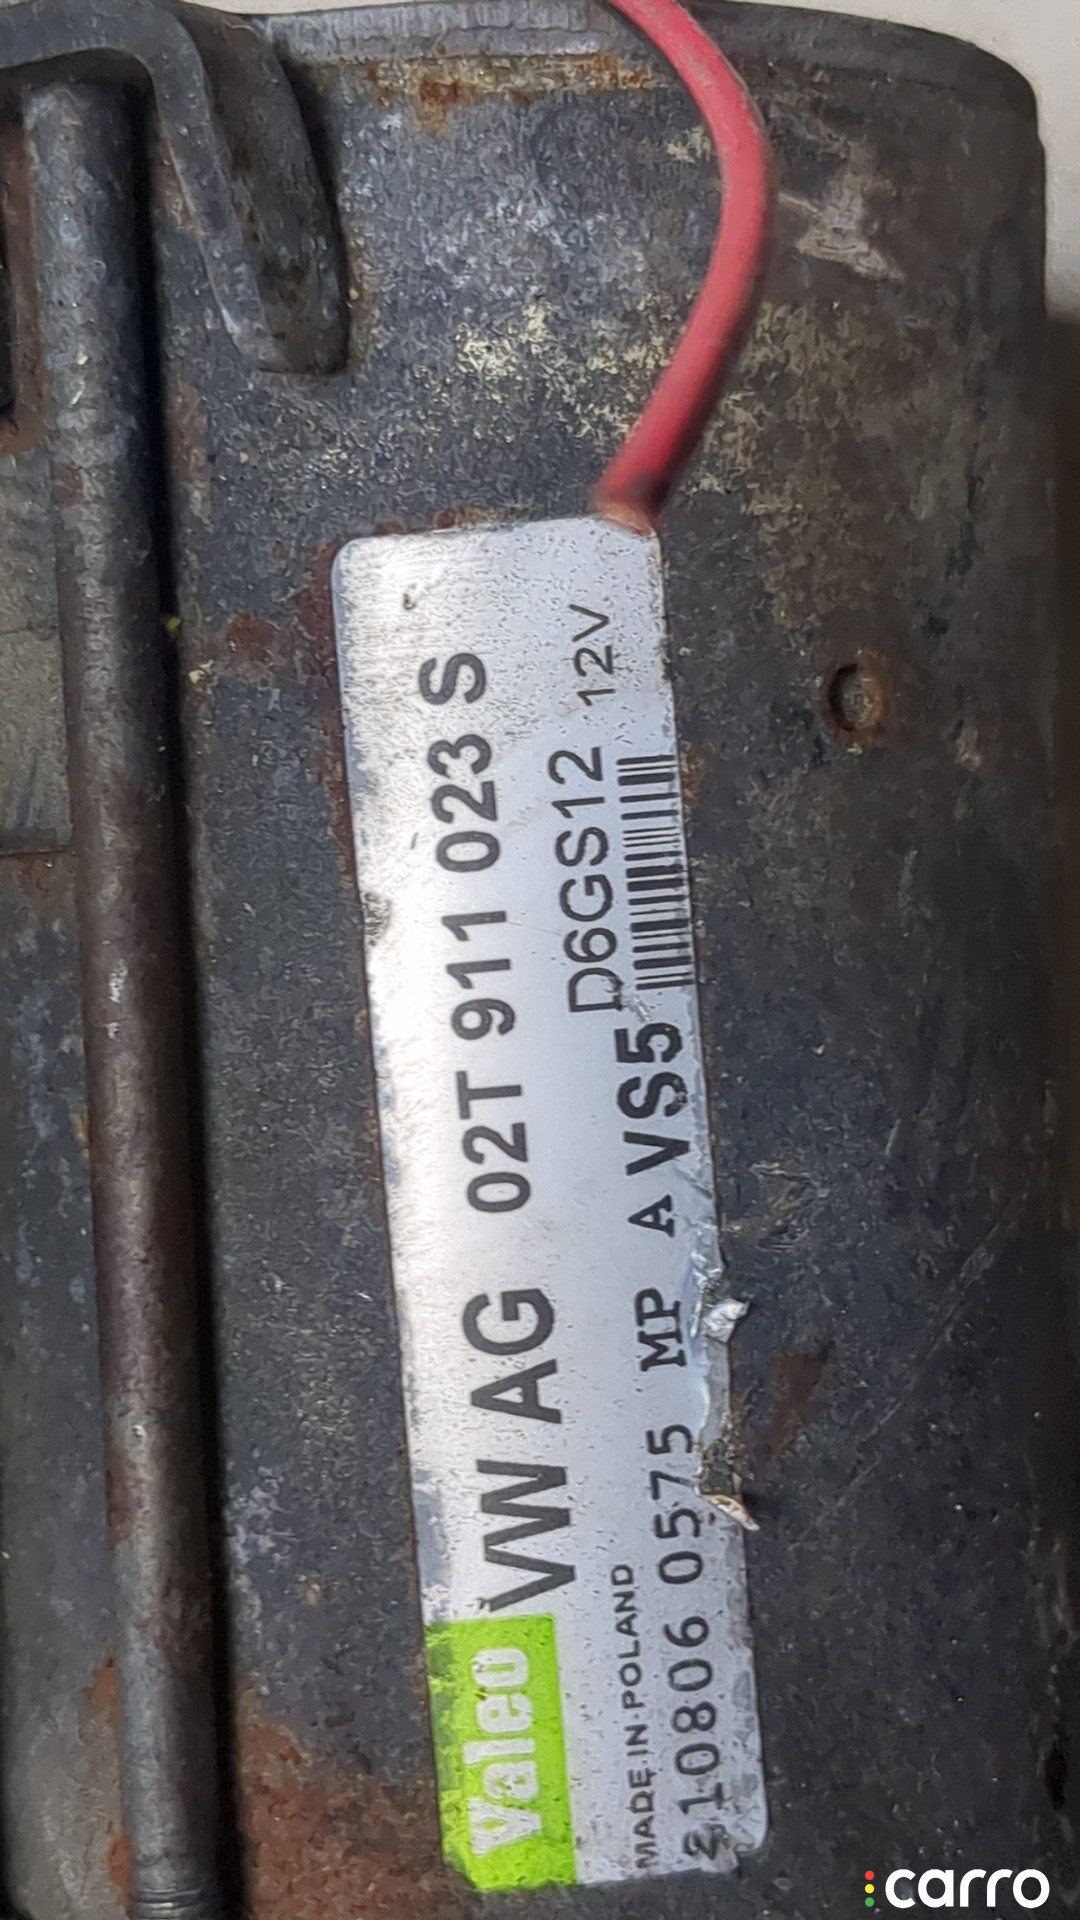 Valeo
VW AG 02T 911 023 S
MADE IN POLAND D6GS12 12V
210806 0575 MP A VS5
carro